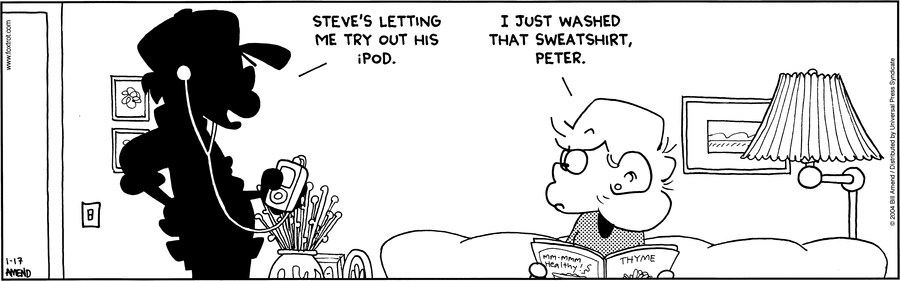 www.foxtrot.com
STEVE'S LETTING
ME TRY OUT HIS
iPOD.
I JUST WASHED
THAT SWEATSHIRT,
PETER.
1-17
AMEND
MM-MMM
Healthy!
THYME
© 2004 Bill Amend / Distributed by Universal Press Syndicate